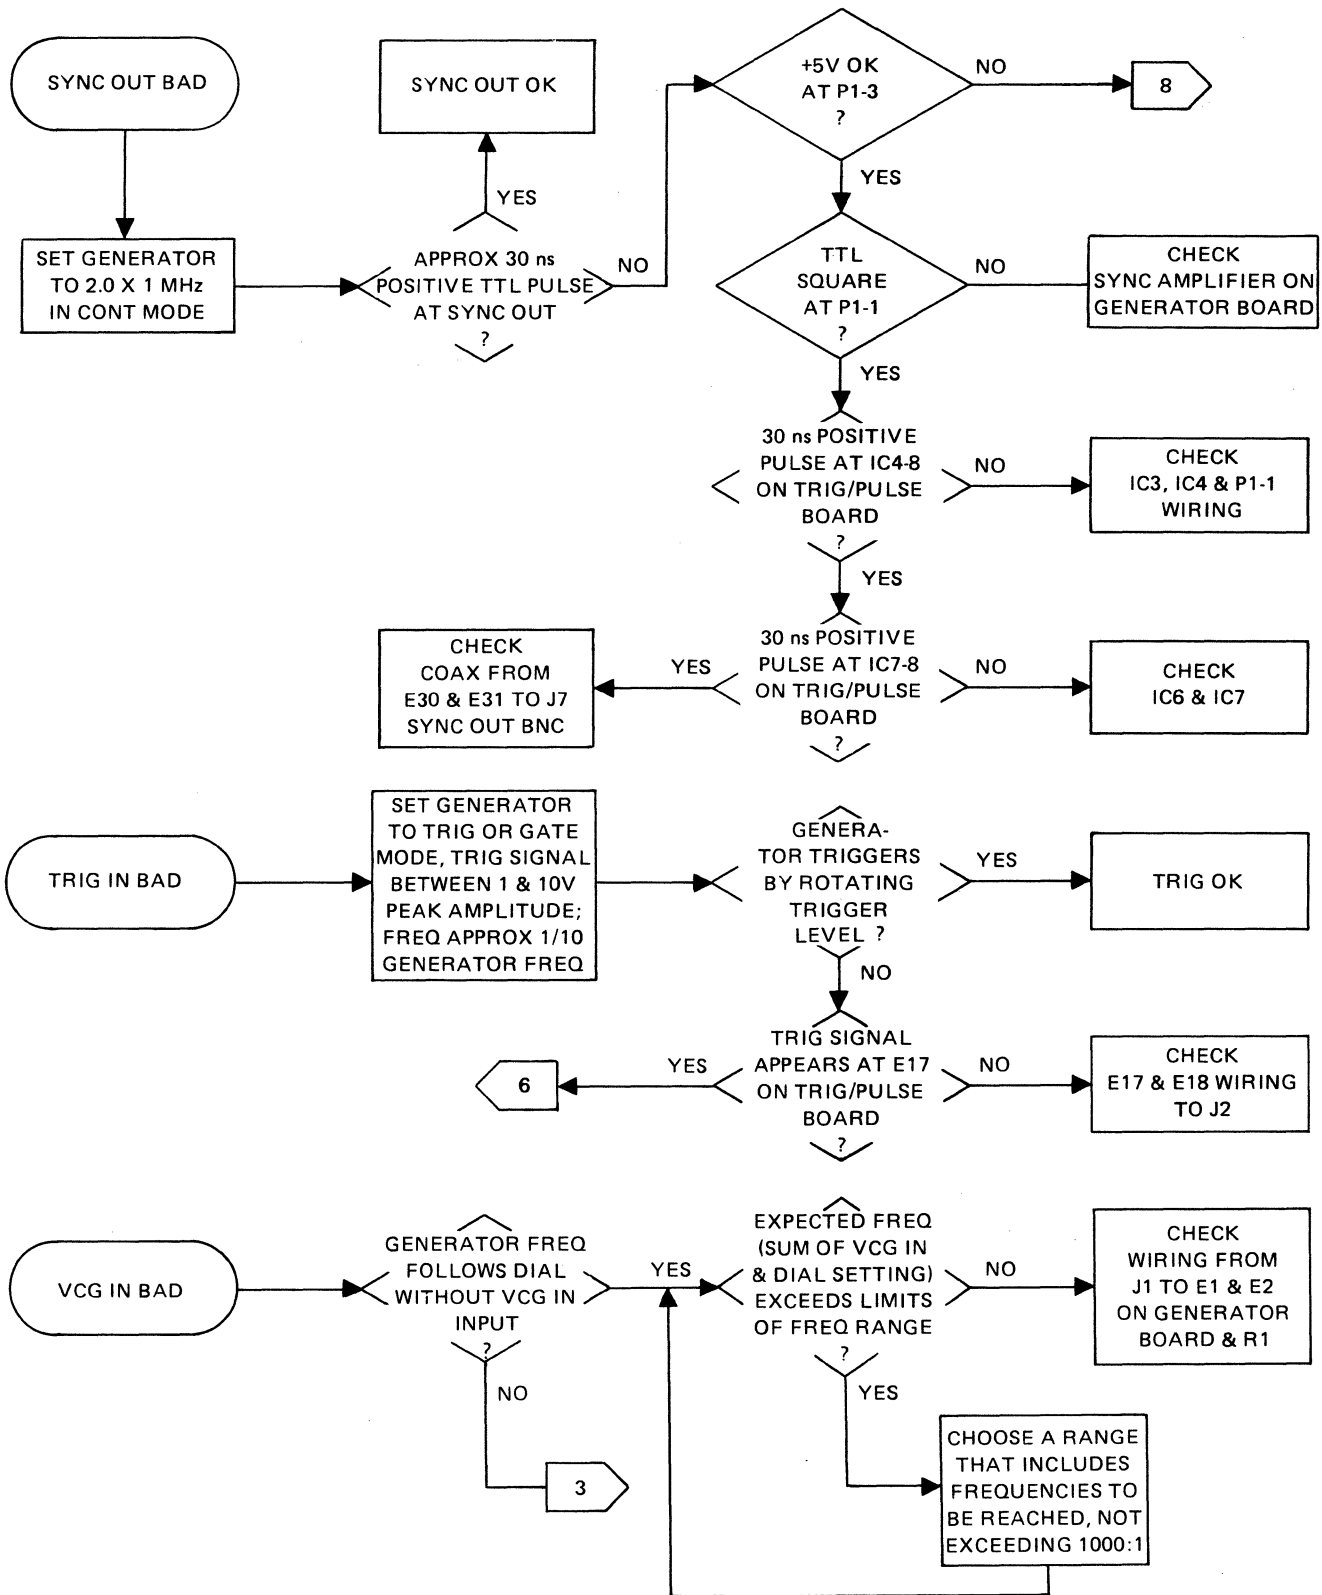 SYNC OUT BAD
SET GENERATOR
TO 2.0 X 1 MHz
IN CONT MODE
SYNC OUT OK
YES
APPROX 30 ns
POSITIVE TTL PULSE
AT SYNC OUT
?
NO
+5V OK
AT P1-3
?
NO
8
YES
TTL
SQUARE
AT P1-1
?
NO
CHECK
SYNC AMPLIFIER ON
GENERATOR BOARD
YES
30 ns POSITIVE
PULSE AT IC4-8
ON TRIG/PULSE
BOARD
?
NO
CHECK
IC3, IC4 & P1-1
WIRING
YES
30 ns POSITIVE
PULSE AT IC7-8
ON TRIG/PULSE
BOARD
?
YES
CHECK
COAX FROM
E30 & E31 TO J7
SYNC OUT BNC
NO
CHECK
IC6 & IC7
TRIG IN BAD
SET GENERATOR
TO TRIG OR GATE
MODE, TRIG SIGNAL
BETWEEN 1 & 10V
PEAK AMPLITUDE;
FREQ APPROX 1/10
GENERATOR FREQ
GENERA-
TOR TRIGGERS
BY ROTATING
TRIGGER
LEVEL ?
YES
TRIG OK
NO
TRIG SIGNAL
APPEARS AT E17
ON TRIG/PULSE
BOARD
?
YES
6
NO
CHECK
E17 & E18 WIRING
TO J2
VCG IN BAD
GENERATOR FREQ
FOLLOWS DIAL
WITHOUT VCG IN
INPUT
?
YES
NO
3
EXPECTED FREQ
(SUM OF VCG IN
& DIAL SETTING)
EXCEEDS LIMITS
OF FREQ RANGE
?
NO
CHECK
WIRING FROM
J1 TO E1 & E2
ON GENERATOR
BOARD & R1
YES
CHOOSE A RANGE
THAT INCLUDES
FREQUENCIES TO
BE REACHED, NOT
EXCEEDING 1000:1